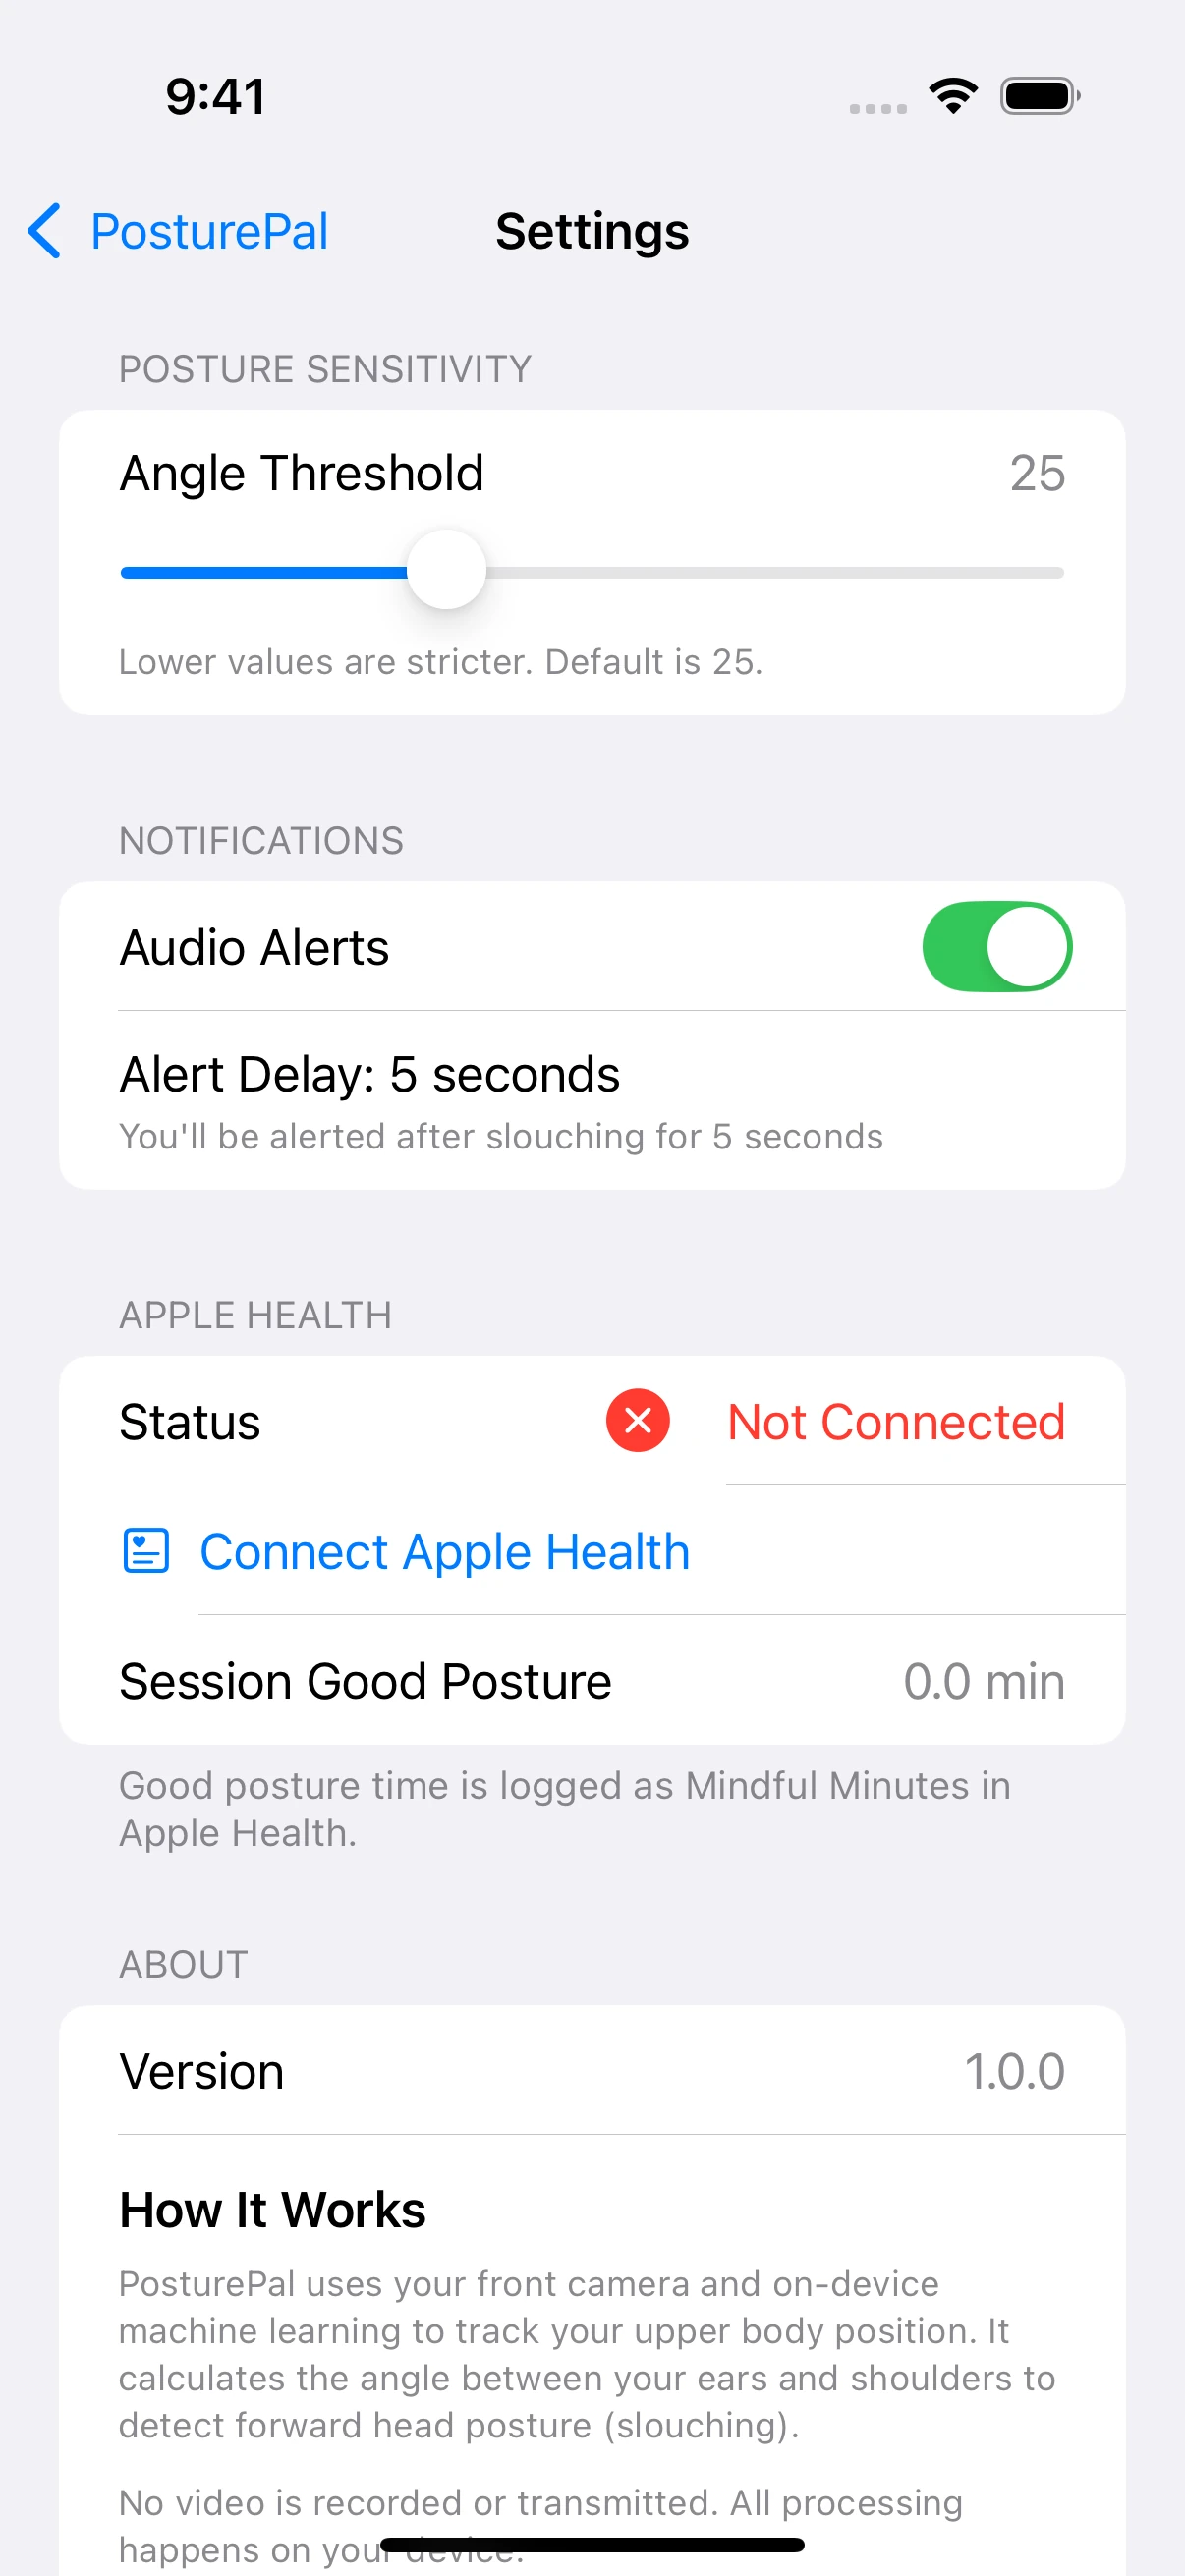 9:41
PosturePal
Settings
POSTURE SENSITIVITY
Angle Threshold 25
Lower values are stricter. Default is 25.
NOTIFICATIONS
Audio Alerts
Alert Delay: 5 seconds
You'll be alerted after slouching for 5 seconds
APPLE HEALTH
Status Not Connected
Connect Apple Health
Session Good Posture 0.0 min
Good posture time is logged as Mindful Minutes in
Apple Health.
ABOUT
Version 1.0.0
How It Works
PosturePal uses your front camera and on-device
machine learning to track your upper body position. It
calculates the angle between your ears and shoulders to
detect forward head posture (slouching).
No video is recorded or transmitted. All processing
happens on your device.